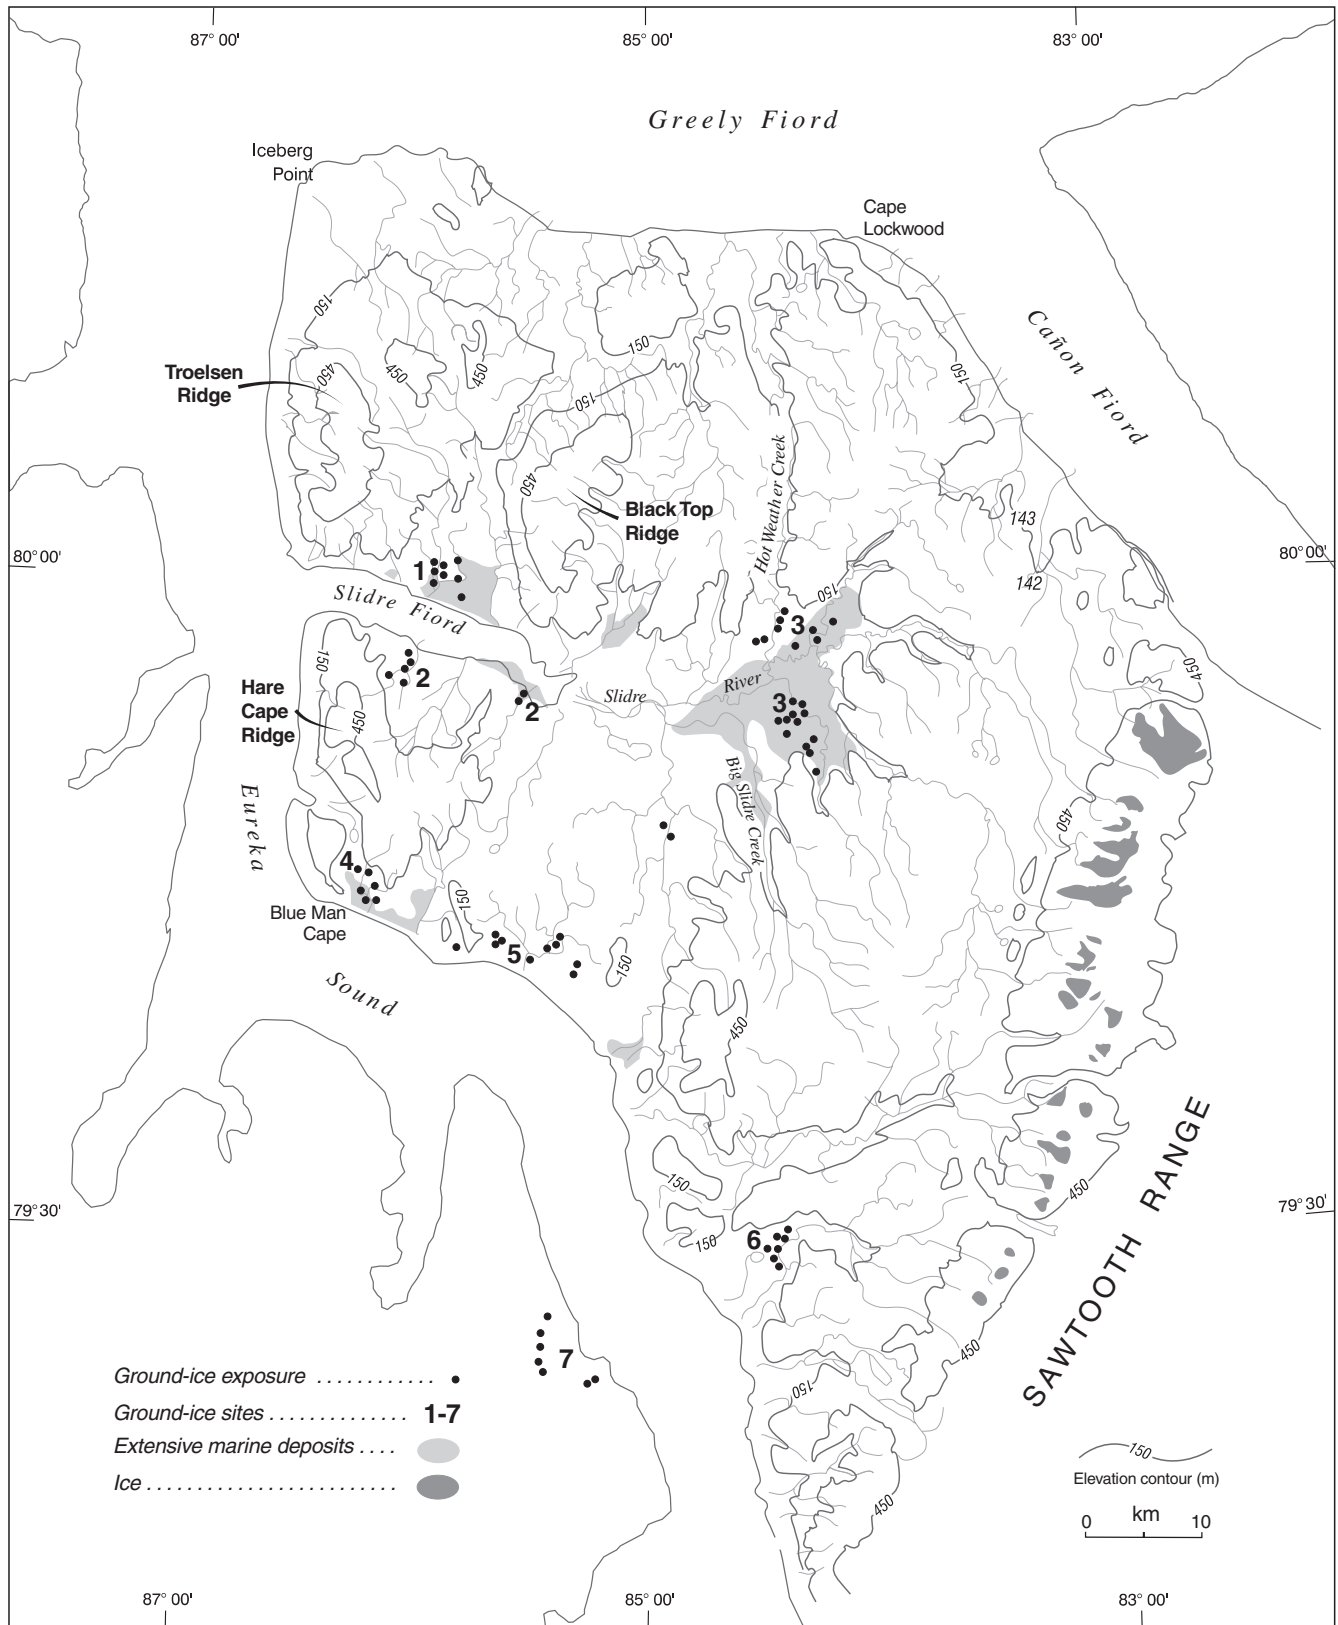 87° 00'
85° 00'
83° 00'
Greely Fiord
Iceberg
Point
Cape
Lockwood
150
150
150
Cañon Fiord
Troelsen
Ridge
450
450
450
150
150
450
Hot Weather Creek
Black Top
Ridge
143
142
80° 00'
80° 00'
1
Slidre Fiord
150
3
150
2
450
Hare
Cape
Ridge
450
2
Slidre
River
3
Big Slidre Creek
Eureka
450
4
150
Blue Man
Cape
5
150
Sound
450
150
450
79° 30'
79° 30'
150
6
SAWTOOTH RANGE
7
450
150
450
Ground-ice exposure ............
Ground-ice sites .............. 1-7
Extensive marine deposits ....
Ice .........................
150
Elevation contour (m)
km
0 10
87° 00'
85° 00'
83° 00'